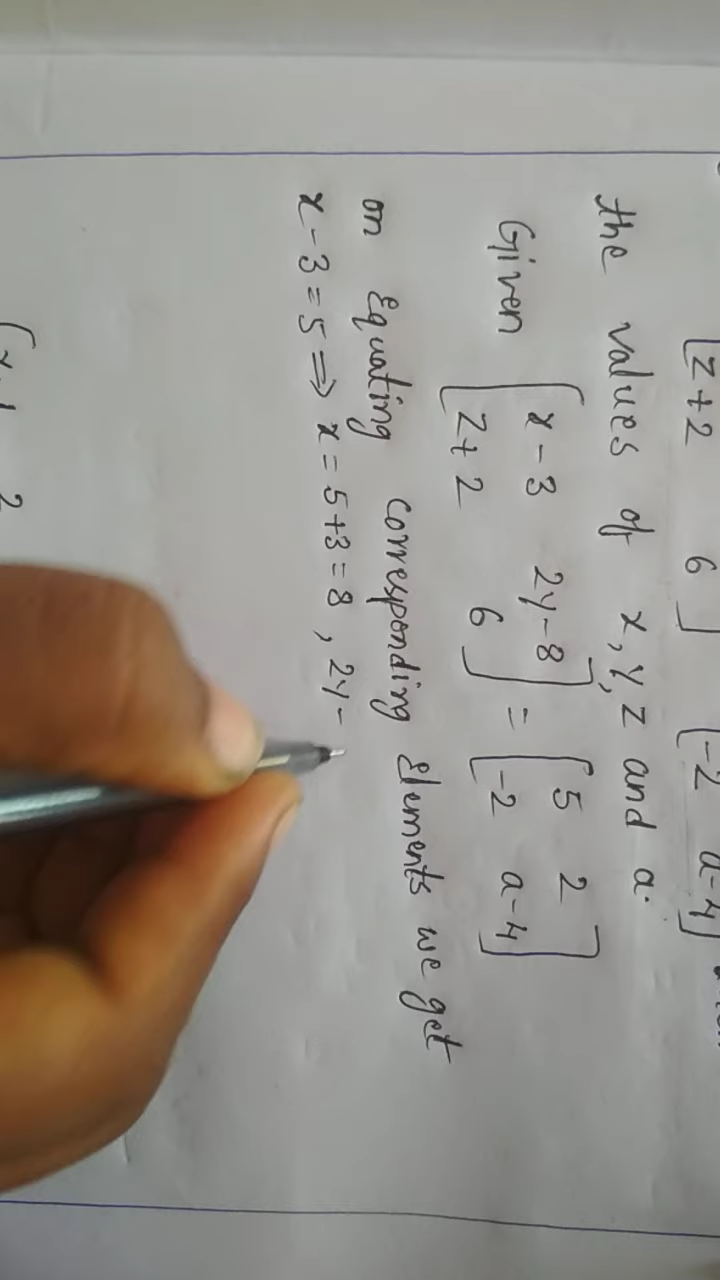 [z+2 6] [-2 a-4]
the values of x, y, z and a.
Given [x-3 2y-8] = [5 2]
[z+2 6] [-2 a-4]
on Equating corresponding Elements we get
x-3=5 ⇒ x=5+3=8, 2y-
2